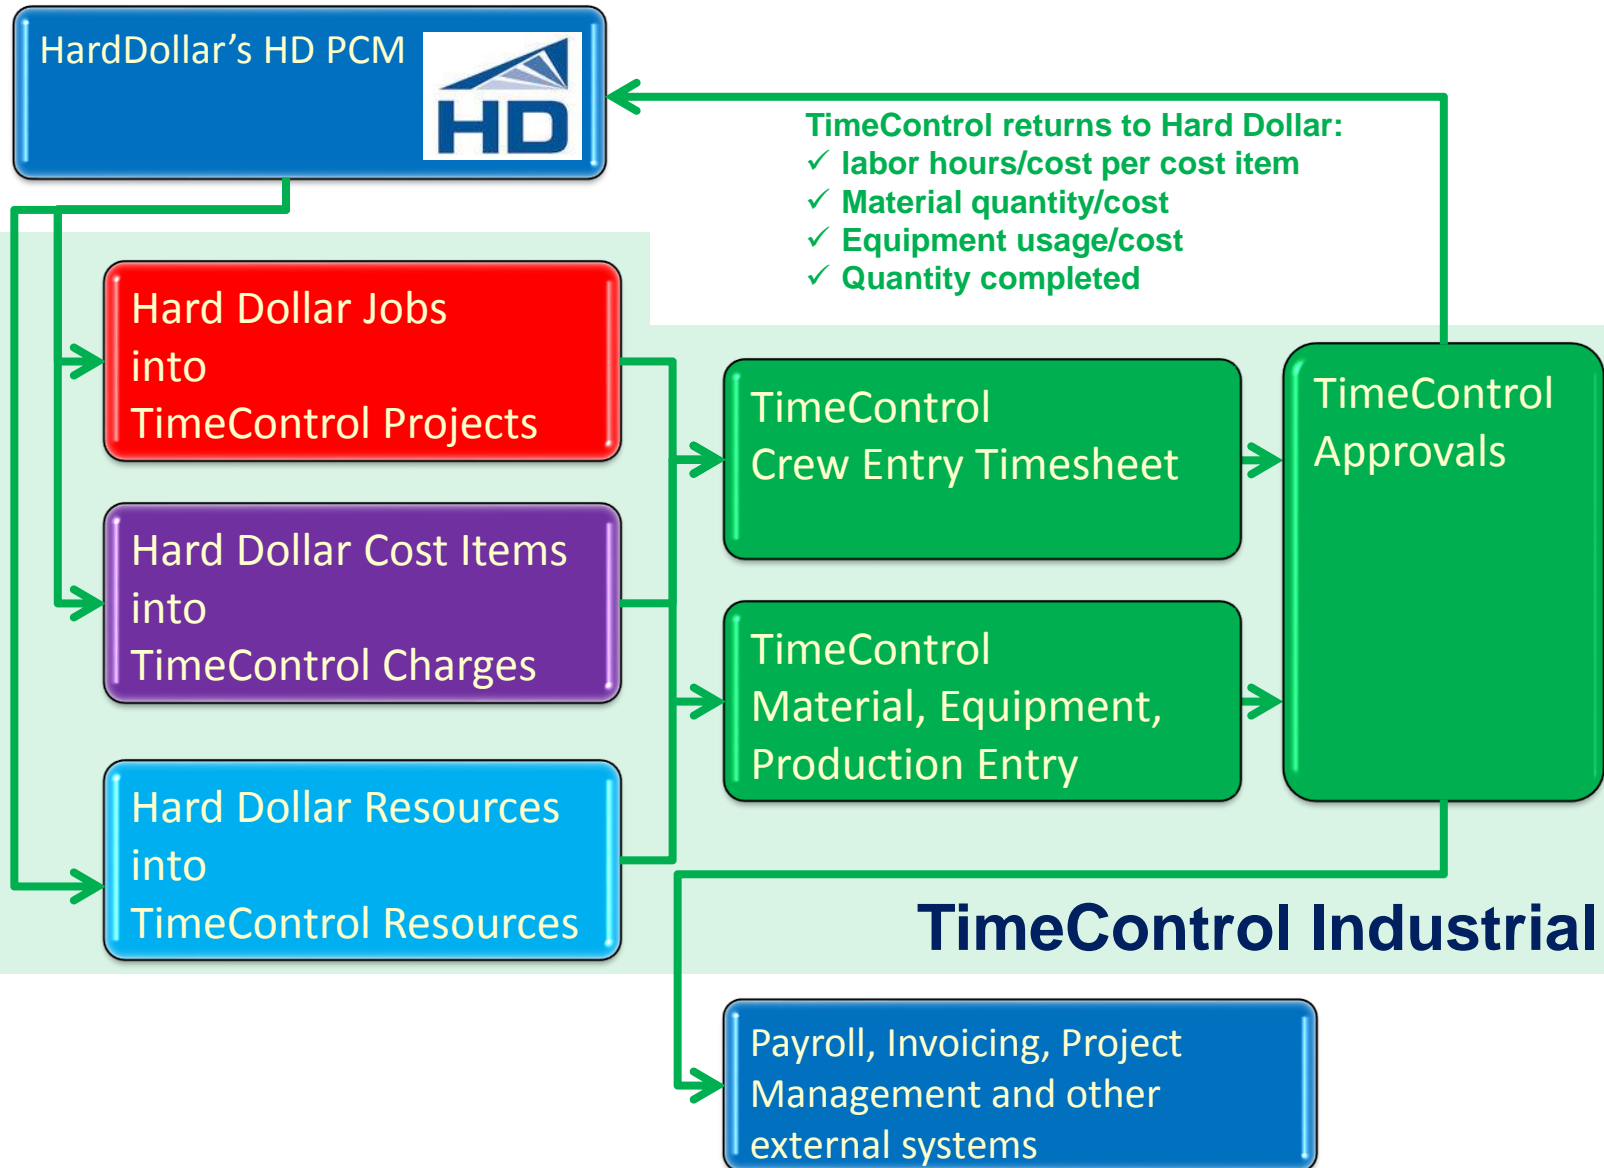 HardDollar's HD PCM
HD
TimeControl returns to Hard Dollar:
✓ labor hours/cost per cost item
✓ Material quantity/cost
✓ Equipment usage/cost
✓ Quantity completed
Hard Dollar Jobs
into
TimeControl Projects
Hard Dollar Cost Items
into
TimeControl Charges
Hard Dollar Resources
into
TimeControl Resources
TimeControl
Crew Entry Timesheet
TimeControl
Material, Equipment,
Production Entry
TimeControl
Approvals
TimeControl Industrial
Payroll, Invoicing, Project
Management and other
external systems